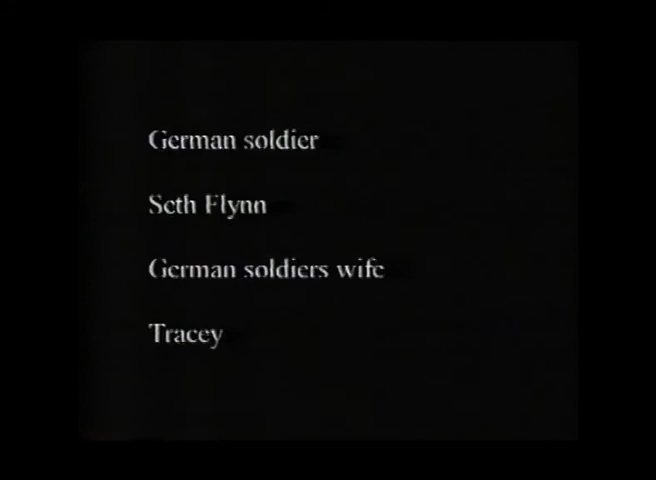 German soldier
Seth Flynn
German soldiers wife
Tracey